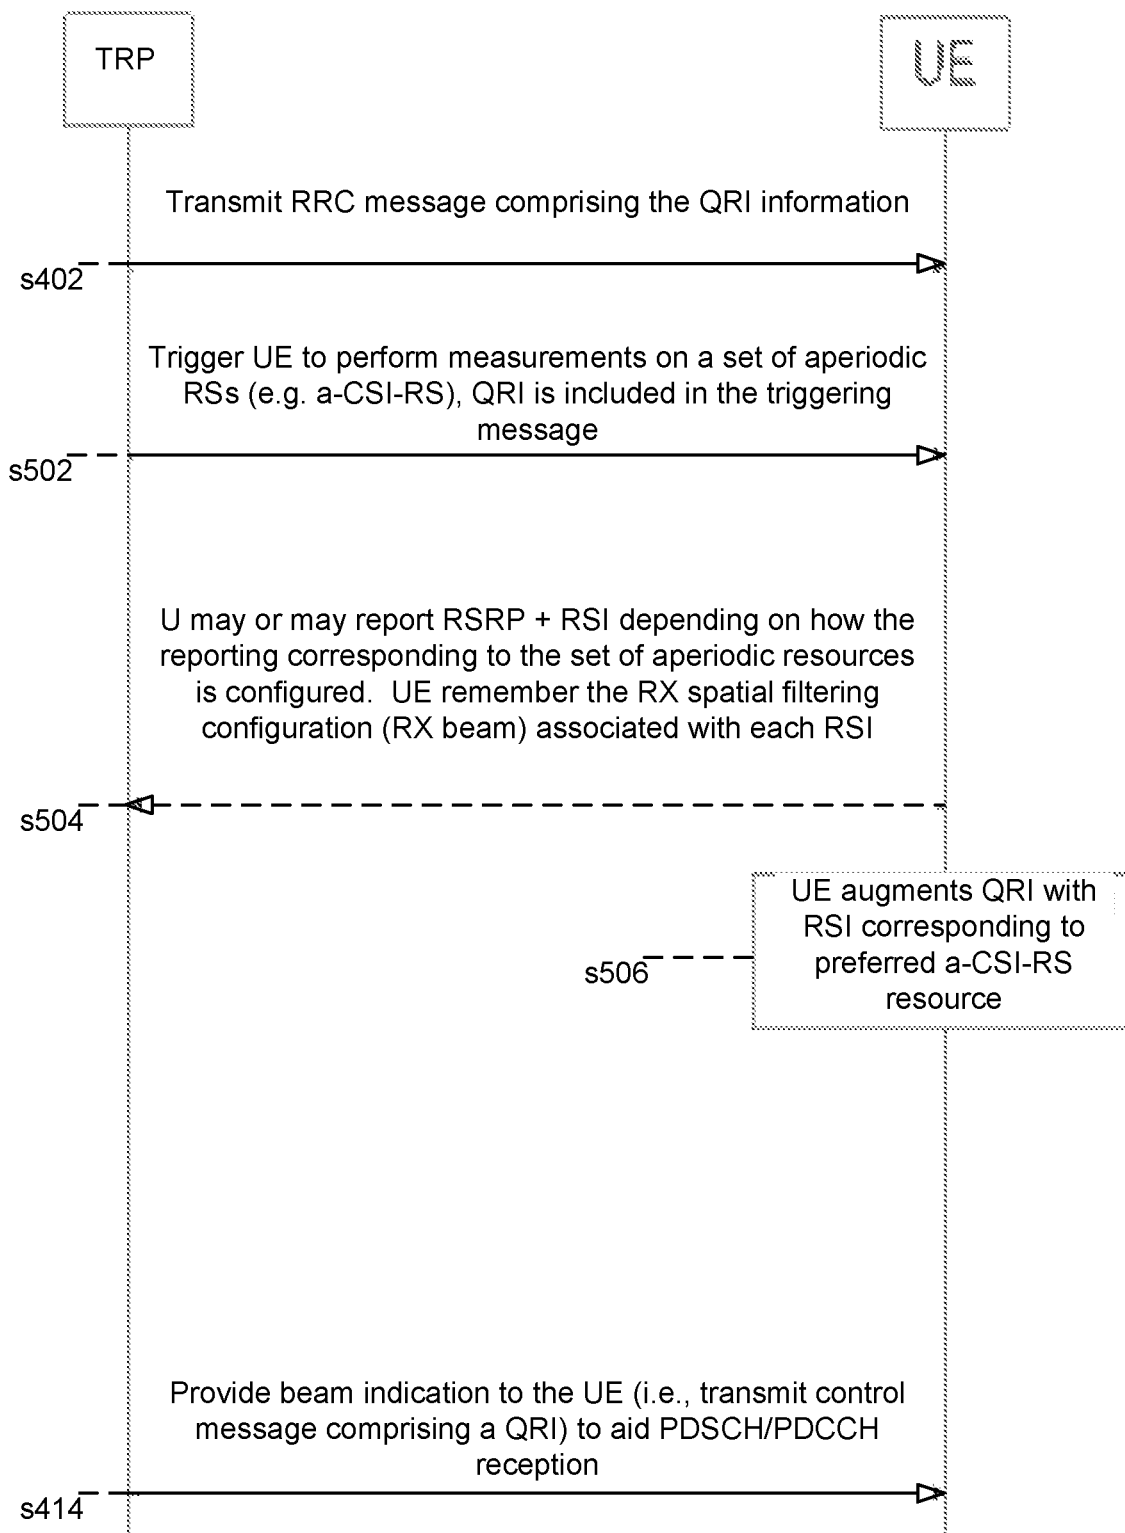 TRP
UE
Transmit RRC message comprising the QRI information
s402
Trigger UE to perform measurements on a set of aperiodic
RSs (e.g. a-CSI-RS), QRI is included in the triggering
message
s502
U may or may report RSRP + RSI depending on how the
reporting corresponding to the set of aperiodic resources
is configured.  UE remember the RX spatial filtering
configuration (RX beam) associated with each RSI
s504
UE augments QRI with
RSI corresponding to
preferred a-CSI-RS
resource
s506
Provide beam indication to the UE (i.e., transmit control
message comprising a QRI) to aid PDSCH/PDCCH
reception
s414